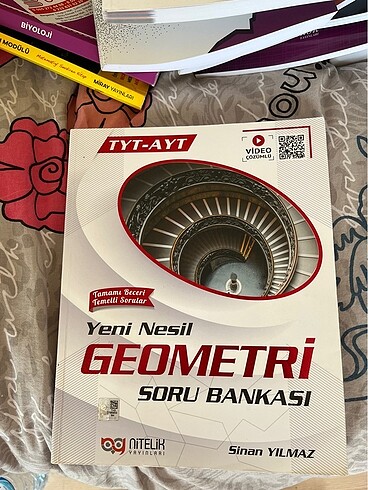 BİYOLOJİ
MODÜLÜ
MİRAY YAYINLARI
TYT-AYT
VİDEO
ÇÖZÜMLÜ
Tamamı Beceri
Temelli Sorular
Yeni Nesil
GEOMETRİ
SORU BANKASI
NİTELİK
YAYINLARI
Sinan YILMAZ